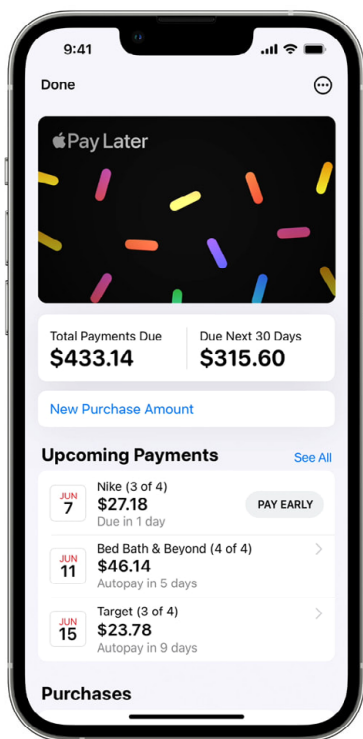 9:41
Done
Pay Later
Total Payments Due
$433.14
Due Next 30 Days
$315.60
New Purchase Amount
Upcoming Payments
See All
JUN
7
Nike (3 of 4)
$27.18
Due in 1 day
PAY EARLY
JUN
11
Bed Bath & Beyond (4 of 4)
$46.14
Autopay in 5 days
JUN
15
Target (3 of 4)
$23.78
Autopay in 9 days
Purchases